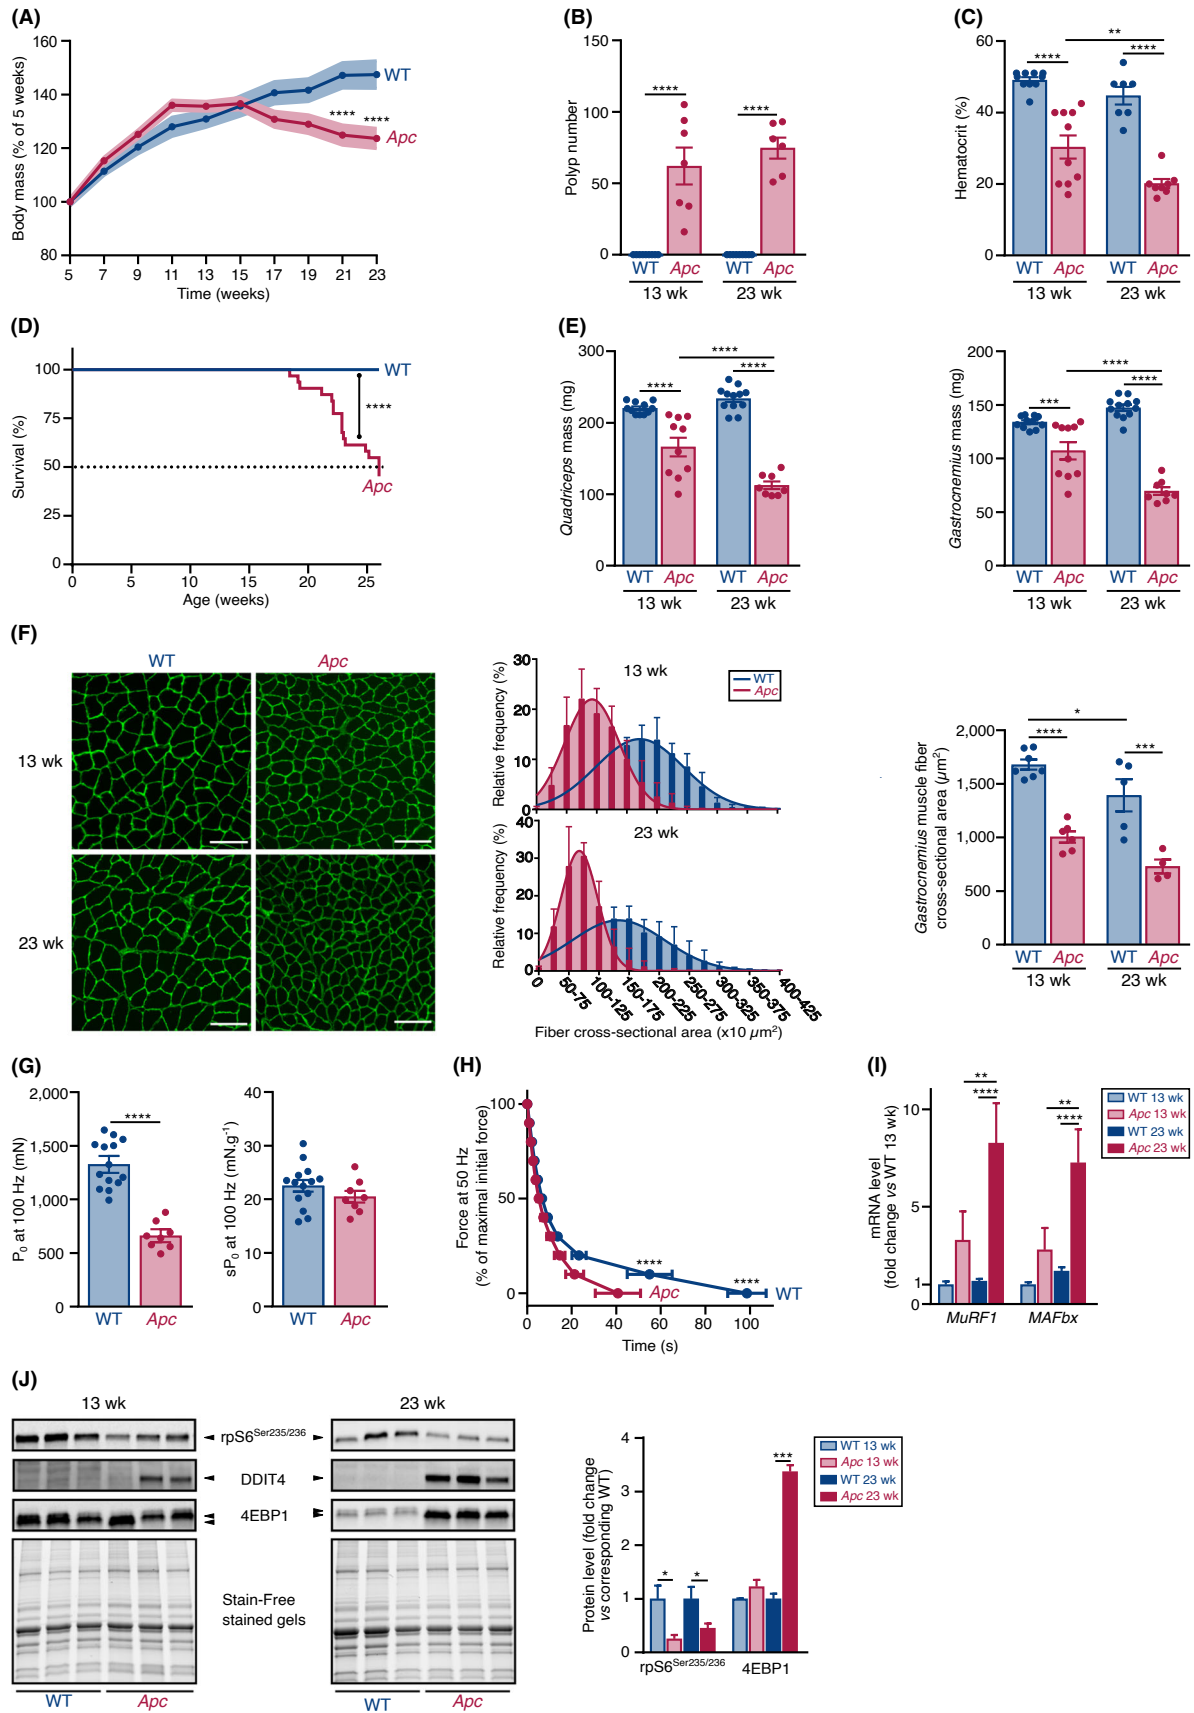 (A)
160
140
120
100
80
Body mass (% of 5 weeks)
WT
****
****
Apc
5 7 9 11 13 15 17 19 21 23
Time (weeks)
(B)
150
100
50
0
Polyp number
****
****
WT Apc WT Apc
13 wk 23 wk
(C)
60
40
20
0
Hematocrit (%)
**
****
****
WT Apc WT Apc
13 wk 23 wk
(D)
100
75
50
25
0
Survival (%)
WT
****
Apc
0 5 10 15 20 25
Age (weeks)
(E)
300
200
100
0
Quadriceps mass (mg)
****
****
****
WT Apc WT Apc
13 wk 23 wk
200
150
100
50
0
Gastrocnemius mass (mg)
****
***
****
WT Apc WT Apc
13 wk 23 wk
(F)
WT Apc
13 wk
23 wk
30
20
10
0
Relative frequency (%)
13 wk
WT
Apc
40
30
20
10
0
Relative frequency (%)
23 wk
0 50-75 100-125 150-175 200-225 250-275 300-325 350-375 400-425
Fiber cross-sectional area (x10 µm²)
2,000
1,500
1,000
500
0
Gastrocnemius muscle fiber
cross-sectional area (µm²)
*
****
***
WT Apc WT Apc
13 wk 23 wk
(G)
2,000
1,500
1,000
500
0
P₀ at 100 Hz (mN)
****
WT Apc
40
30
20
10
0
sP₀ at 100 Hz (mN.g⁻¹)
WT Apc
(H)
100
50
0
Force at 50 Hz
(% of maximal initial force)
****
****
Apc
WT
0 20 40 60 80 100
Time (s)
(I)
10
5
1
0
mRNA level
(fold change vs WT 13 wk)
**
****
**
****
MuRF1 MAFbx
WT 13 wk
Apc 13 wk
WT 23 wk
Apc 23 wk
(J)
13 wk 23 wk
rpS6Ser235/236
DDIT4
4EBP1
Stain-Free
stained gels
WT Apc WT Apc
4
3
2
1
0
Protein level (fold change
vs corresponding WT)
*
*
***
rpS6Ser235/236 4EBP1
WT 13 wk
Apc 13 wk
WT 23 wk
Apc 23 wk